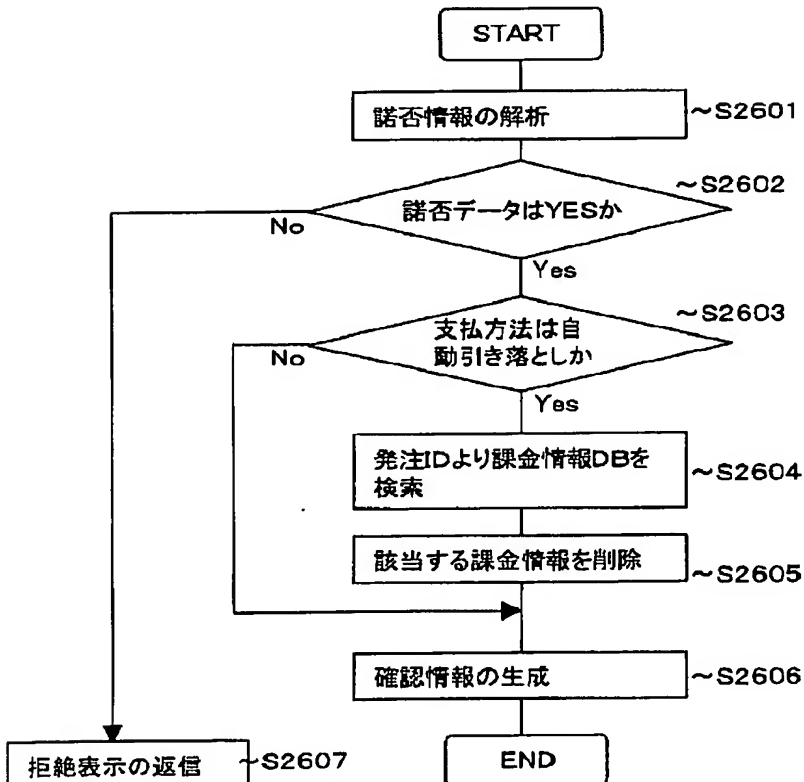 START
諾否情報の解析
~S2601
~S2602
諾否データはYESか
No
Yes
~S2603
支払方法は自
動引き落としか
No
Yes
発注IDより課金情報DBを
検索
~S2604
該当する課金情報を削除
~S2605
確認情報の生成
~S2606
拒絶表示の返信
~S2607
END